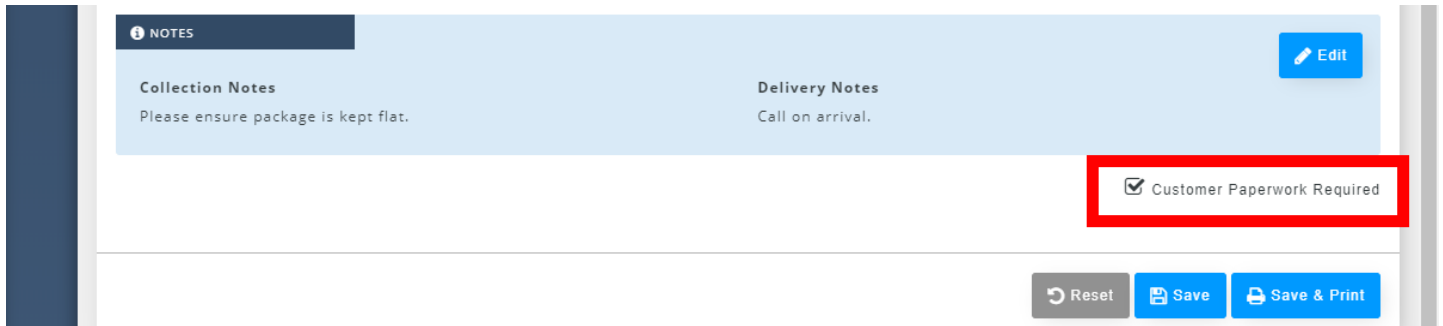 NOTES
Edit
Collection Notes
Delivery Notes
Please ensure package is kept flat.
Call on arrival.
Customer Paperwork Required
Reset
Save
Save & Print